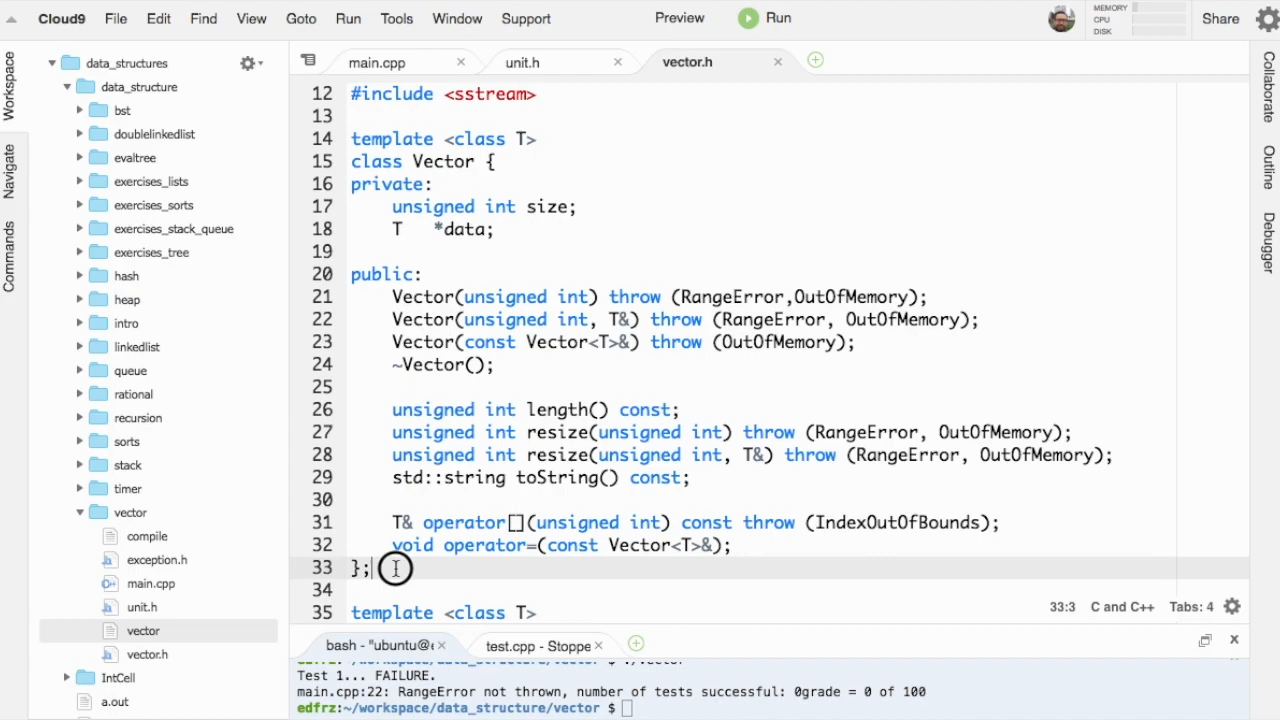 Cloud9 File Edit Find View Goto Run Tools Window Support Preview Run MEMORY CPU DISK Share
Workspace
Navigate
Commands
data_structures
data_structure
bst
doublelinkedlist
evaltree
exercises_lists
exercises_sorts
exercises_stack_queue
exercises_tree
hash
heap
intro
linkedlist
queue
rational
recursion
sorts
stack
timer
vector
compile
exception.h
main.cpp
unit.h
vector
vector.h
IntCell
a.out
main.cpp unit.h vector.h
12 #include <sstream>
13
14 template <class T>
15 class Vector {
16 private:
17 unsigned int size;
18 T *data;
19
20 public:
21 Vector(unsigned int) throw (RangeError,OutOfMemory);
22 Vector(unsigned int, T&) throw (RangeError, OutOfMemory);
23 Vector(const Vector<T>&) throw (OutOfMemory);
24 ~Vector();
25
26 unsigned int length() const;
27 unsigned int resize(unsigned int) throw (RangeError, OutOfMemory);
28 unsigned int resize(unsigned int, T&) throw (RangeError, OutOfMemory);
29 std::string toString() const;
30
31 T& operator[](unsigned int) const throw (IndexOutOfBounds);
32 void operator=(const Vector<T>&);
33 };
34
35 template <class T>
33:3 C and C++ Tabs: 4
bash - "ubuntu@e test.cpp - Stoppe
edfrz:~/workspace/data_structure/vector $ ./vector
Test 1... FAILURE.
main.cpp:22: RangeError not thrown, number of tests successful: 0grade = 0 of 100
edfrz:~/workspace/data_structure/vector $
Collaborate
Outline
Debugger